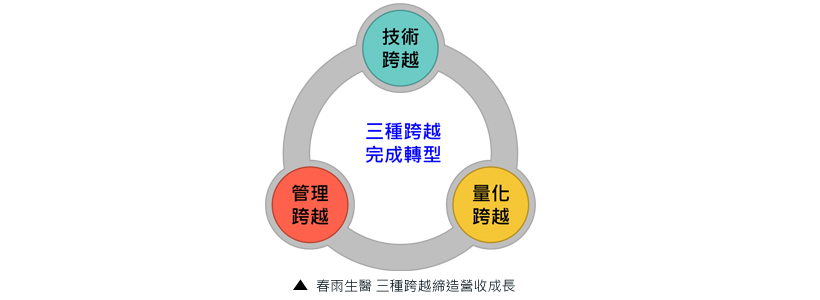 技術
跨越
三種跨越
完成轉型
管理
跨越
量化
跨越
▲ 春雨生醫 三種跨越締造營收成長